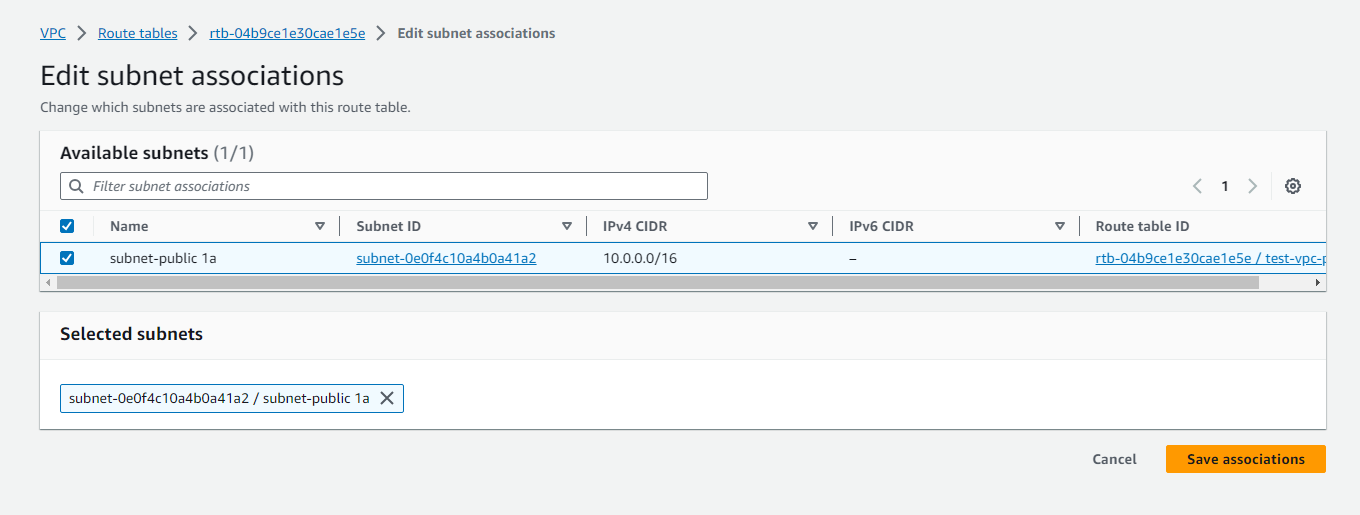 VPC > Route tables > rtb-04b9ce1e30cae1e5e > Edit subnet associations
Edit subnet associations
Change which subnets are associated with this route table.
Available subnets (1/1)
Filter subnet associations
1
Name Subnet ID IPv4 CIDR IPv6 CIDR Route table ID
subnet-public 1a subnet-0e0f4c10a4b0a41a2 10.0.0.0/16 – rtb-04b9ce1e30cae1e5e / test-vpc-p
Selected subnets
subnet-0e0f4c10a4b0a41a2 / subnet-public 1a
Cancel Save associations